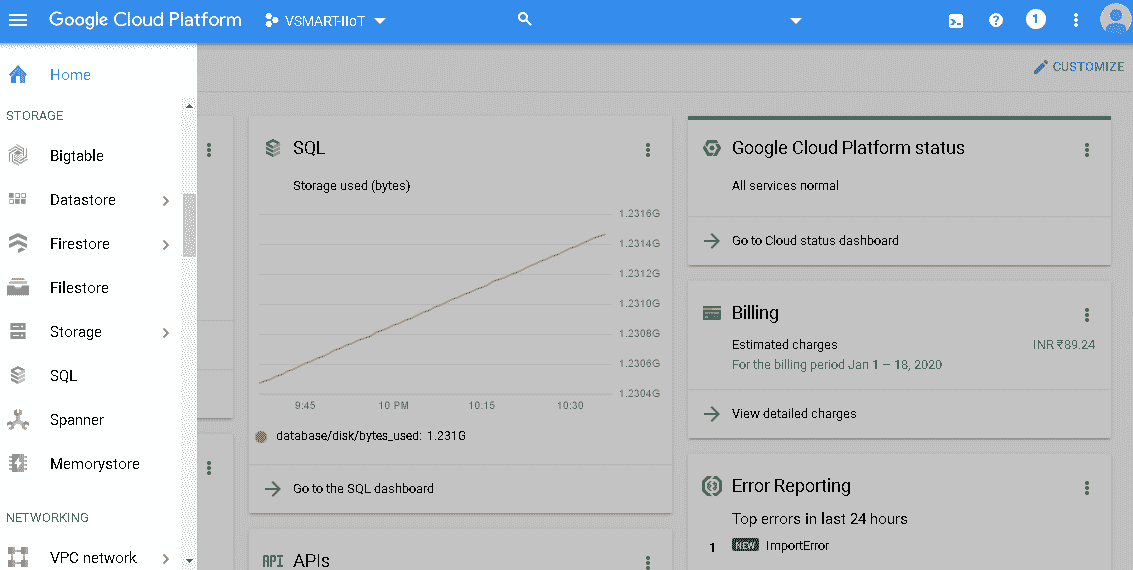 Google Cloud Platform
VSMART-IIoT
1
Home
CUSTOMIZE
STORAGE
Bigtable
Datastore
Firestore
Filestore
Storage
SQL
Spanner
Memorystore
NETWORKING
VPC network
SQL
Storage used (bytes)
1.2316G
1.2314G
1.2312G
1.2310G
1.2308G
1.2306G
1.2304G
9:45 10 PM 10:15 10:30
database/disk/bytes_used: 1.231G
Go to the SQL dashboard
API APIs
Google Cloud Platform status
All services normal
Go to Cloud status dashboard
Billing
Estimated charges INR ₹89.24
For the billing period Jan 1 – 18, 2020
View detailed charges
Error Reporting
Top errors in last 24 hours
1 NEW ImportError